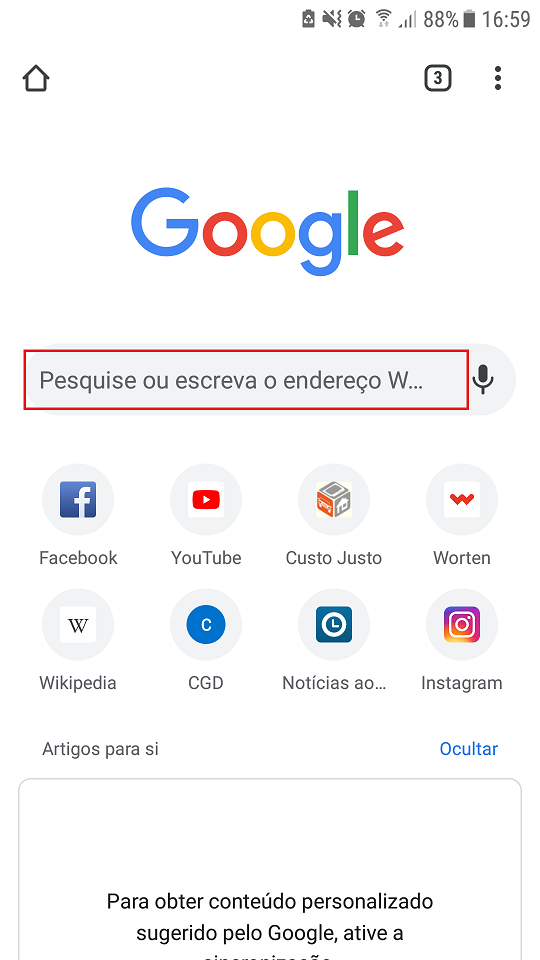 88% 16:59
3
Google
Pesquise ou escreva o endereço W...
Facebook YouTube Custo Justo Worten
W C
Wikipedia CGD Notícias ao... Instagram
Artigos para si Ocultar
Para obter conteúdo personalizado
sugerido pelo Google, ative a
sincronização